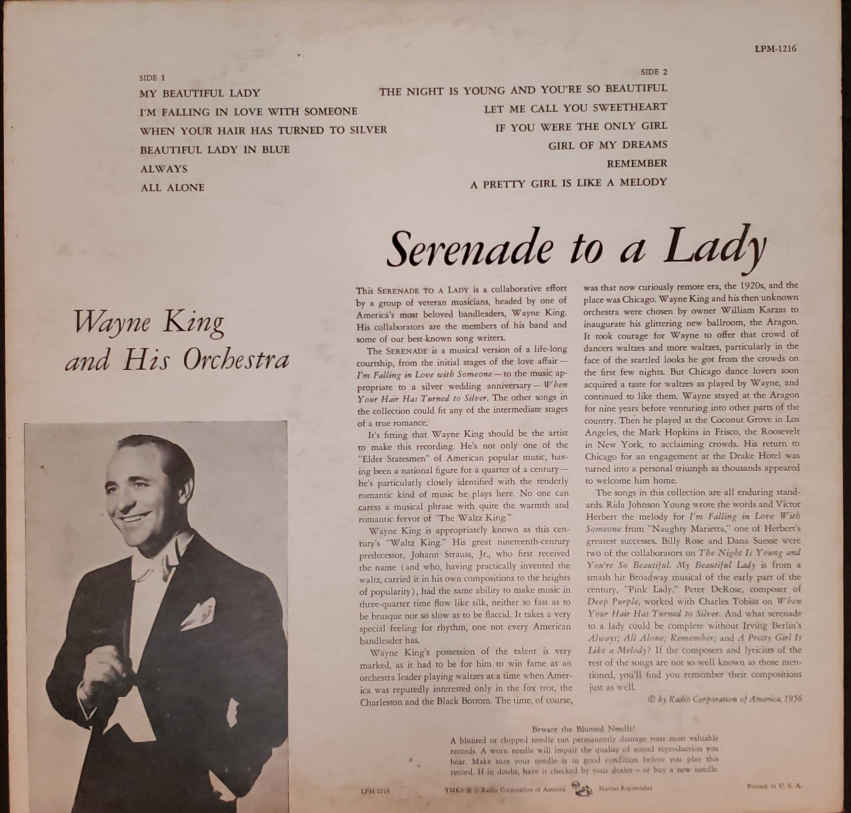 LPM-1216
SIDE 1
MY BEAUTIFUL LADY
I'M FALLING IN LOVE WITH SOMEONE
WHEN YOUR HAIR HAS TURNED TO SILVER
BEAUTIFUL LADY IN BLUE
ALWAYS
ALL ALONE
SIDE 2
THE NIGHT IS YOUNG AND YOU'RE SO BEAUTIFUL
LET ME CALL YOU SWEETHEART
IF YOU WERE THE ONLY GIRL
GIRL OF MY DREAMS
REMEMBER
A PRETTY GIRL IS LIKE A MELODY
Serenade to a Lady
Wayne King
and His Orchestra
This SERENADE TO A LADY is a collaborative effort
by a group of veteran musicians, headed by one of
America's most beloved bandleaders, Wayne King.
His collaborators are the members of his band and
some of our best-known song writers.
The SERENADE is a musical version of a life-long
courtship, from the initial stages of the love affair—
I'm Falling in Love with Someone—to the music ap-
propriate to a silver wedding anniversary—When
Your Hair Has Turned to Silver. The other songs in
the collection could fit any of the intermediate stages
of a true romance.
It's fitting that Wayne King should be the artist
to make this recording. He's not only one of the
"Elder Statesmen" of American popular music, hav-
ing been a national figure for a quarter of a century—
he's particularly closely identified with the tenderly
romantic kind of music he plays here. No one can
caress a musical phrase with quite the warmth and
romantic fervor of "The Waltz King."
Wayne King is appropriately known as this cen-
tury's "Waltz King." His great nineteenth-century
predecessor, Johann Strauss, Jr., who first received
the name (and who, having practically invented the
waltz, carried it in his own compositions to the heights
of popularity), had the same ability to make music in
three-quarter time flow like silk, neither so fast as to
be brusque nor so slow as to be flaccid. It takes a very
special feeling for rhythm, one not every American
bandleader has.
Wayne King's possession of the talent is very
marked, as it had to be for him to win fame as an
orchestra leader playing waltzes at a time when Amer-
ica was reputedly interested only in the fox trot, the
Charleston and the Black Bottom. The time, of course,
was that now curiously remote era, the 1920s, and the
place was Chicago. Wayne King and his then unknown
orchestra were chosen by owner William Karzas to
inaugurate his glittering new ballroom, the Aragon.
It took courage for Wayne to offer that crowd of
dancers waltzes and more waltzes, particularly in the
face of the startled looks he got from the crowds on
the first few nights. But Chicago dance lovers soon
acquired a taste for waltzes as played by Wayne, and
continued to like them. Wayne stayed at the Aragon
for nine years before venturing into other parts of the
country. Then he played at the Coconut Grove in Los
Angeles, the Mark Hopkins in Frisco, the Roosevelt
in New York, to acclaiming crowds. His return to
Chicago for an engagement at the Drake Hotel was
turned into a personal triumph as thousands appeared
to welcome him home.
The songs in this collection are all enduring stand-
ards. Rida Johnson Young wrote the words and Victor
Herbert the melody for I'm Falling in Love With
Someone from "Naughty Marietta," one of Herbert's
greatest successes. Billy Rose and Dana Suesse were
two of the collaborators on The Night Is Young and
You're So Beautiful. My Beautiful Lady is from a
smash hit Broadway musical of the early part of the
century, "Pink Lady." Peter DeRose, composer of
Deep Purple, worked with Charles Tobias on When
Your Hair Has Turned to Silver. And what serenade
to a lady could be complete without Irving Berlin's
Always; All Alone; Remember; and A Pretty Girl Is
Like a Melody? If the composers and lyricists of the
rest of the songs are not so well known as those men-
tioned, you'll find you remember their compositions
just as well.
© by Radio Corporation of America, 1956
Beware the Blunted Needle!
A blunted or chipped needle can permanently damage your most valuable
records. A worn needle will impair the quality of sound reproduction you
hear. Make sure your needle is in good condition before you play this
record. If in doubt, have it checked by your dealer—or buy a new needle.
LPM-1216
TMKS ® © Radio Corporation of America
Marcas Registradas
Printed in U. S. A.